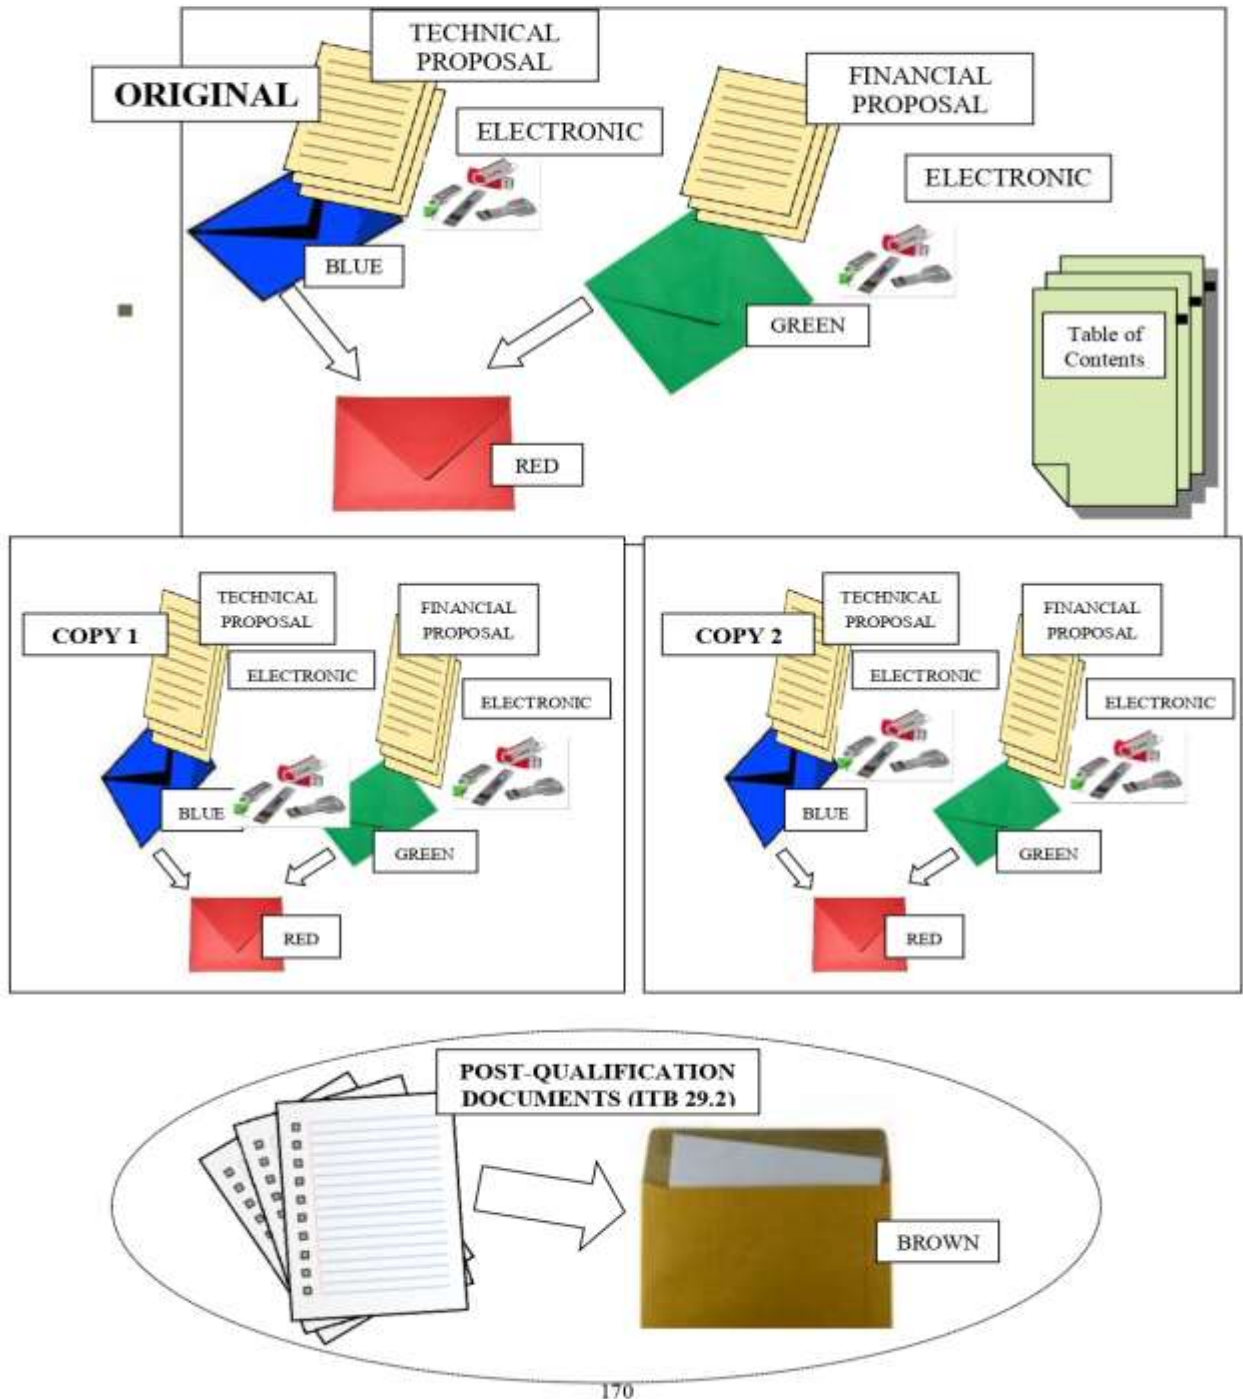 TECHNICAL
PROPOSAL
ORIGINAL
FINANCIAL
PROPOSAL
ELECTRONIC
ELECTRONIC
BLUE
GREEN
Table of
Contents
RED
TECHNICAL
PROPOSAL
COPY 1
FINANCIAL
PROPOSAL
ELECTRONIC
ELECTRONIC
BLUE
GREEN
RED
TECHNICAL
PROPOSAL
COPY 2
FINANCIAL
PROPOSAL
ELECTRONIC
ELECTRONIC
BLUE
GREEN
RED
POST-QUALIFICATION
DOCUMENTS (ITB 29.2)
BROWN
170